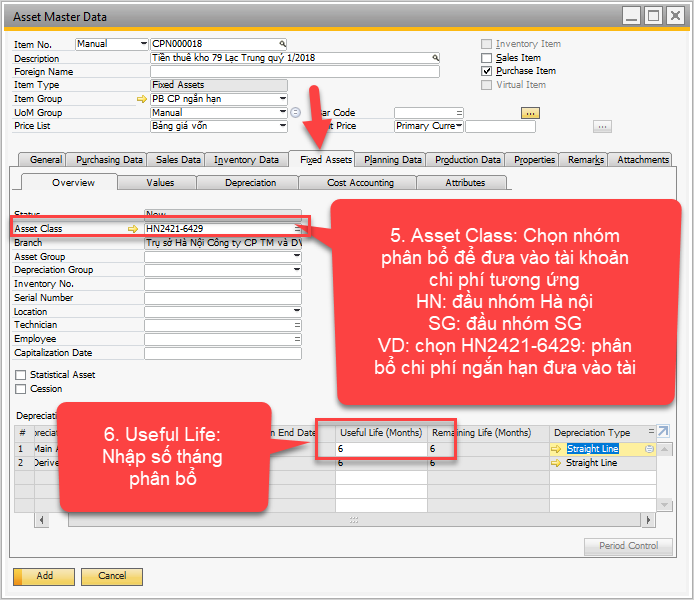 Asset Master Data
Item No. Manual CPN000018
Description Tiền thuê kho 79 Lạc Trung quý 1/2018
Foreign Name
Item Type Fixed Assets
Item Group PB CP ngắn hạn
UoM Group Manual
Price List Bảng giá vốn
Inventory Item
Sales Item
Purchase Item
Virtual Item
ar Code
t Price Primary Curre
General Purchasing Data Sales Data Inventory Data Fixed Assets Planning Data Production Data Properties Remarks Attachments
Overview Values Depreciation Cost Accounting Attributes
Status New
Asset Class HN2421-6429
Branch Trụ sở Hà Nội Công ty CP TM và DV
Asset Group
Depreciation Group
Inventory No.
Serial Number
Location
Technician
Employee
Capitalization Date
5. Asset Class: Chọn nhóm
phân bổ để đưa vào tài khoản
chi phí tương ứng
HN: đầu nhóm Hà nội
SG: đầu nhóm SG
VD: chọn HN2421-6429: phân
bổ chi phí ngắn hạn đưa vào tài
Statistical Asset
Cession
Depre
6. Useful Life:
Nhập số tháng
phân bổ
# preciat n End Date Useful Life (Months) Remaining Life (Months) Depreciation Type
1 Main A 6 6 Straight Line
2 Derive 6 6 Straight Line
Period Control
Add Cancel